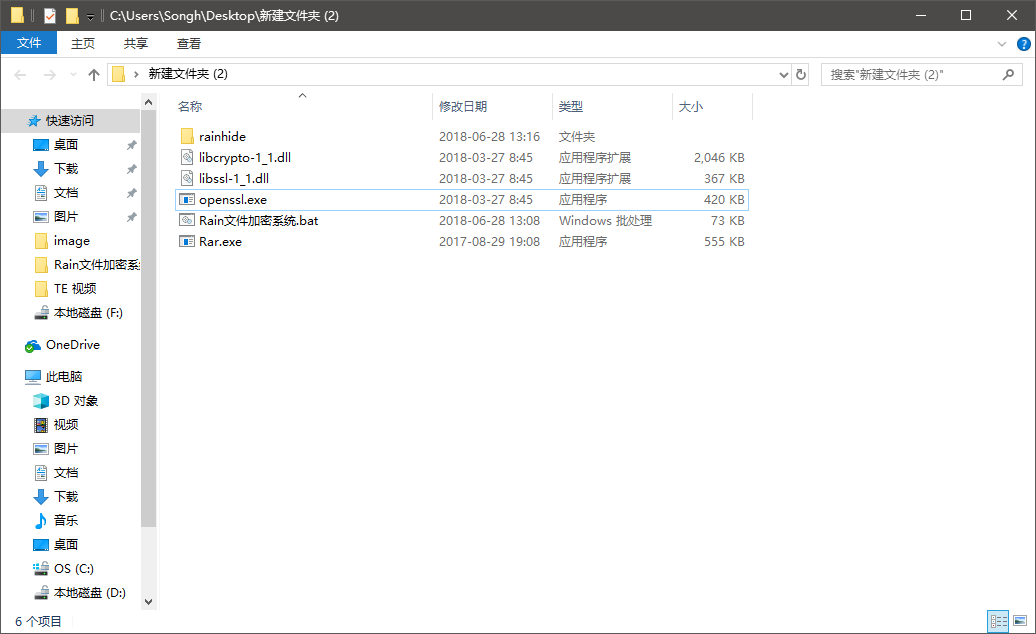 C:\Users\Songh\Desktop\新建文件夹 (2)
文件 主页 共享 查看
新建文件夹 (2) 搜索"新建文件夹 (2)"
名称 修改日期 类型 大小
快速访问
桌面
下载
文档
图片
image
Rain文件加密系
TE 视频
本地磁盘 (F:)
OneDrive
此电脑
3D 对象
视频
图片
文档
下载
音乐
桌面
OS (C:)
本地磁盘 (D:)
rainhide 2018-06-28 13:16 文件夹
libcrypto-1_1.dll 2018-03-27 8:45 应用程序扩展 2,046 KB
libssl-1_1.dll 2018-03-27 8:45 应用程序扩展 367 KB
openssl.exe 2018-03-27 8:45 应用程序 420 KB
Rain文件加密系统.bat 2018-06-28 13:08 Windows 批处理 73 KB
Rar.exe 2017-08-29 19:08 应用程序 555 KB
6 个项目